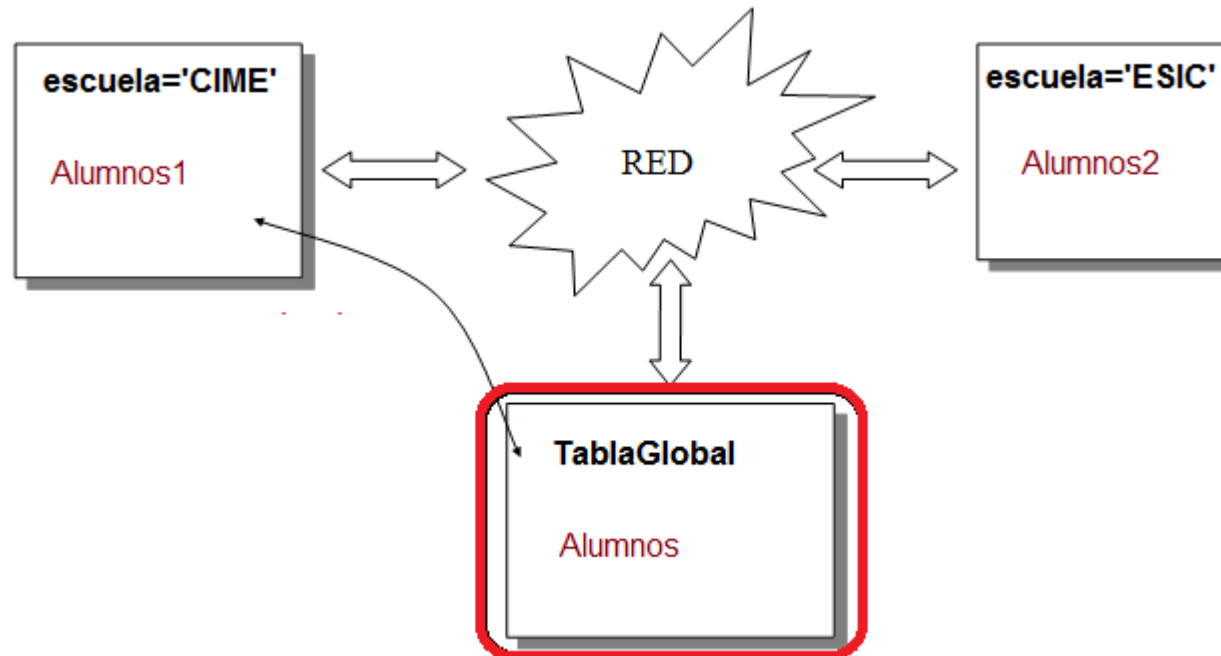 escuela='CIME'
Alumnos1
RED
escuela='ESIC'
Alumnos2
TablaGlobal
Alumnos